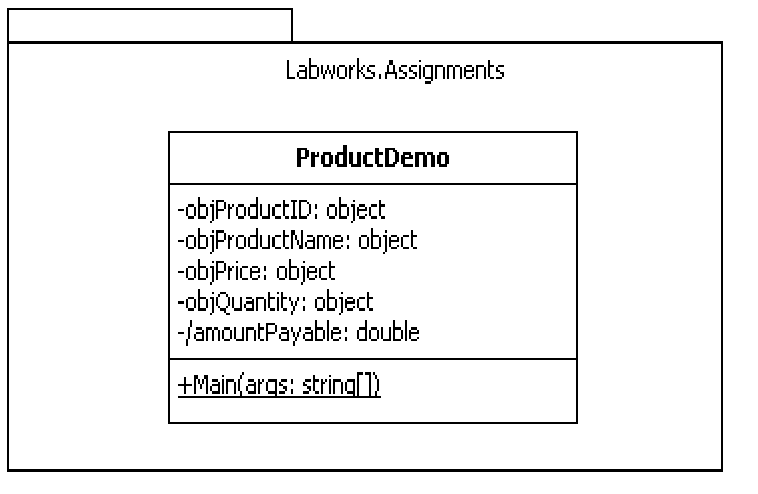 Labworks.Assignments
ProductDemo
-objProductID: object
-objProductName: object
-objPrice: object
-objQuantity: object
-/amountPayable: double
+Main(args: string[])